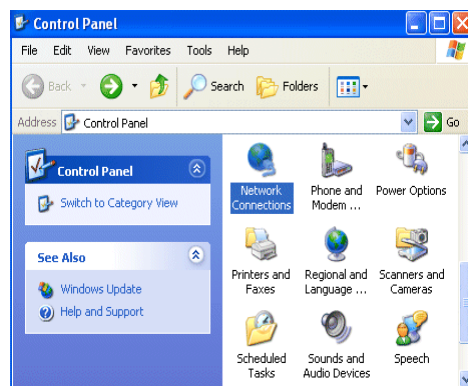 Control Panel
File Edit View Favorites Tools Help
Back Search Folders
Address Control Panel Go
Control Panel
Switch to Category View
See Also
Windows Update
Help and Support
Network Connections
Phone and Modem ...
Power Options
Printers and Faxes
Regional and Language ...
Scanners and Cameras
Scheduled Tasks
Sounds and Audio Devices
Speech